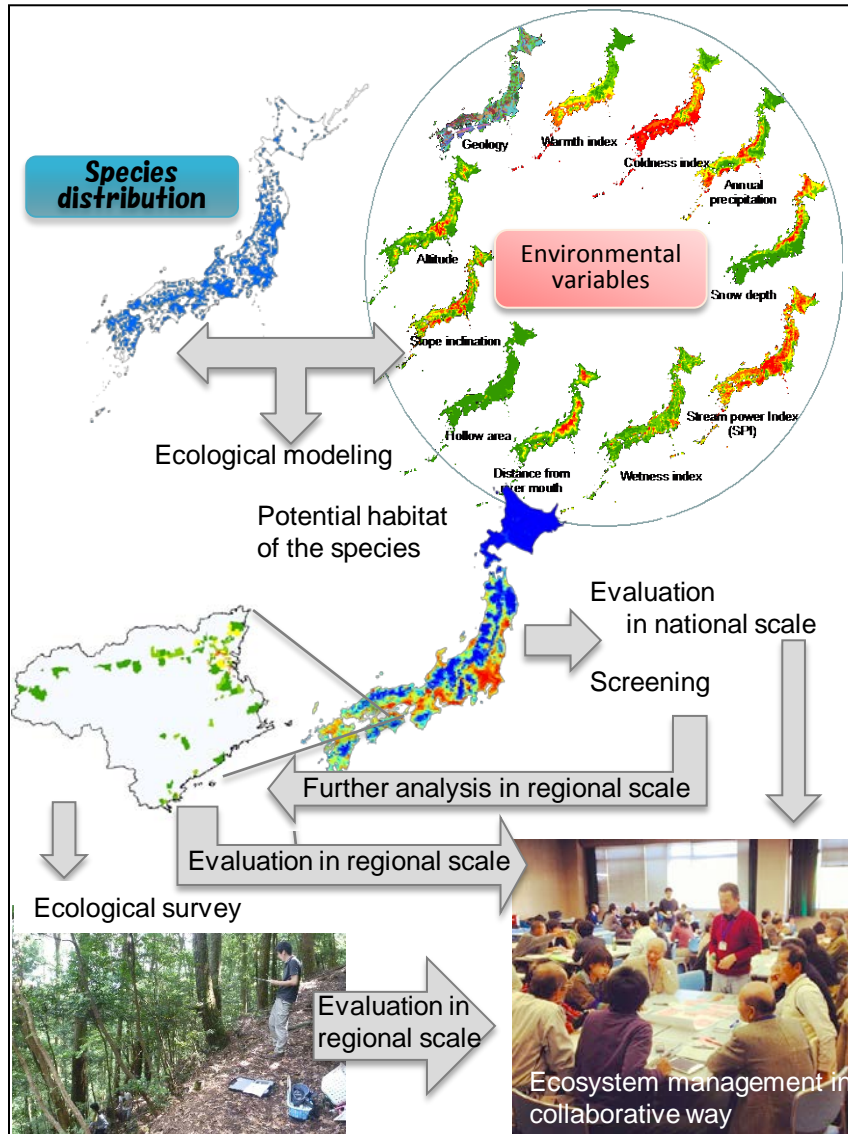 Species
distribution
Geology
Warmth index
Coldness index
Annual
precipitation
Altitude
Environmental
variables
Snow depth
Slope inclination
Stream power Index
(SPI)
Hollow area
Distance from
river mouth
Wetness index
Ecological modeling
Potential habitat
of the species
Evaluation
in national scale
Screening
Further analysis in regional scale
Evaluation in regional scale
Ecological survey
Evaluation in
regional scale
Ecosystem management in
collaborative way